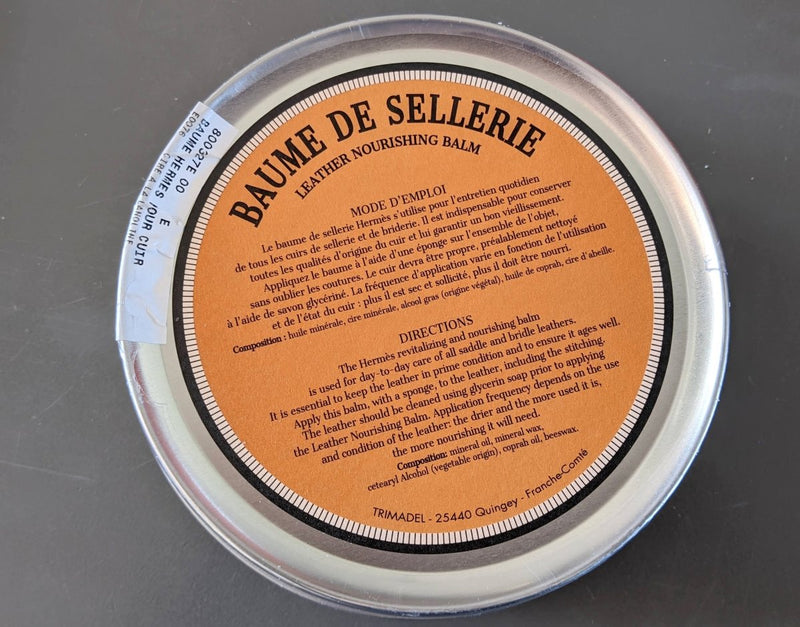 BAUME DE SELLERIE
LEATHER NOURISHING BALM
MODE D'EMPLOI
Le baume de sellerie Hermès s'utilise pour l'entretien quotidien
de tous les cuirs de sellerie et de briderie. Il est indispensable pour conserver
toutes les qualités d'origine du cuir et lui garantir un bon vieillissement.
Appliquez le baume à l'aide d'une éponge sur l'ensemble de l'objet,
sans oublier les coutures. Le cuir devra être propre, préalablement nettoyé
à l'aide de savon glycériné. La fréquence d'application varie en fonction de l'utilisation
et de l'état du cuir : plus il est sec et sollicité, plus il doit être nourri.
Composition : huile minérale, cire minérale, alcool gras (origine végétal), huile de coprah, cire d'abeille.
DIRECTIONS
The Hermès revitalizing and nourishing balm
is used for day-to-day care of all saddle and bridle leathers.
It is essential to keep the leather in prime condition and to ensure it ages well.
Apply this balm, with a sponge, to the leather, including the stitching.
The leather should be cleaned using glycerin soap prior to applying
the Leather Nourishing Balm. Application frequency depends on the use
and condition of the leather: the drier and the more used it is,
the more nourishing it will need.
Composition: mineral oil, mineral wax,
cetearyl Alcohol (vegetable origin), coprah oil, beeswax.
TRIMADEL - 25440 Quingey - Franche-Comté
800327E 00 E
BAUME HERMES CUIR
E0076 CIRE A LA LANOLINE